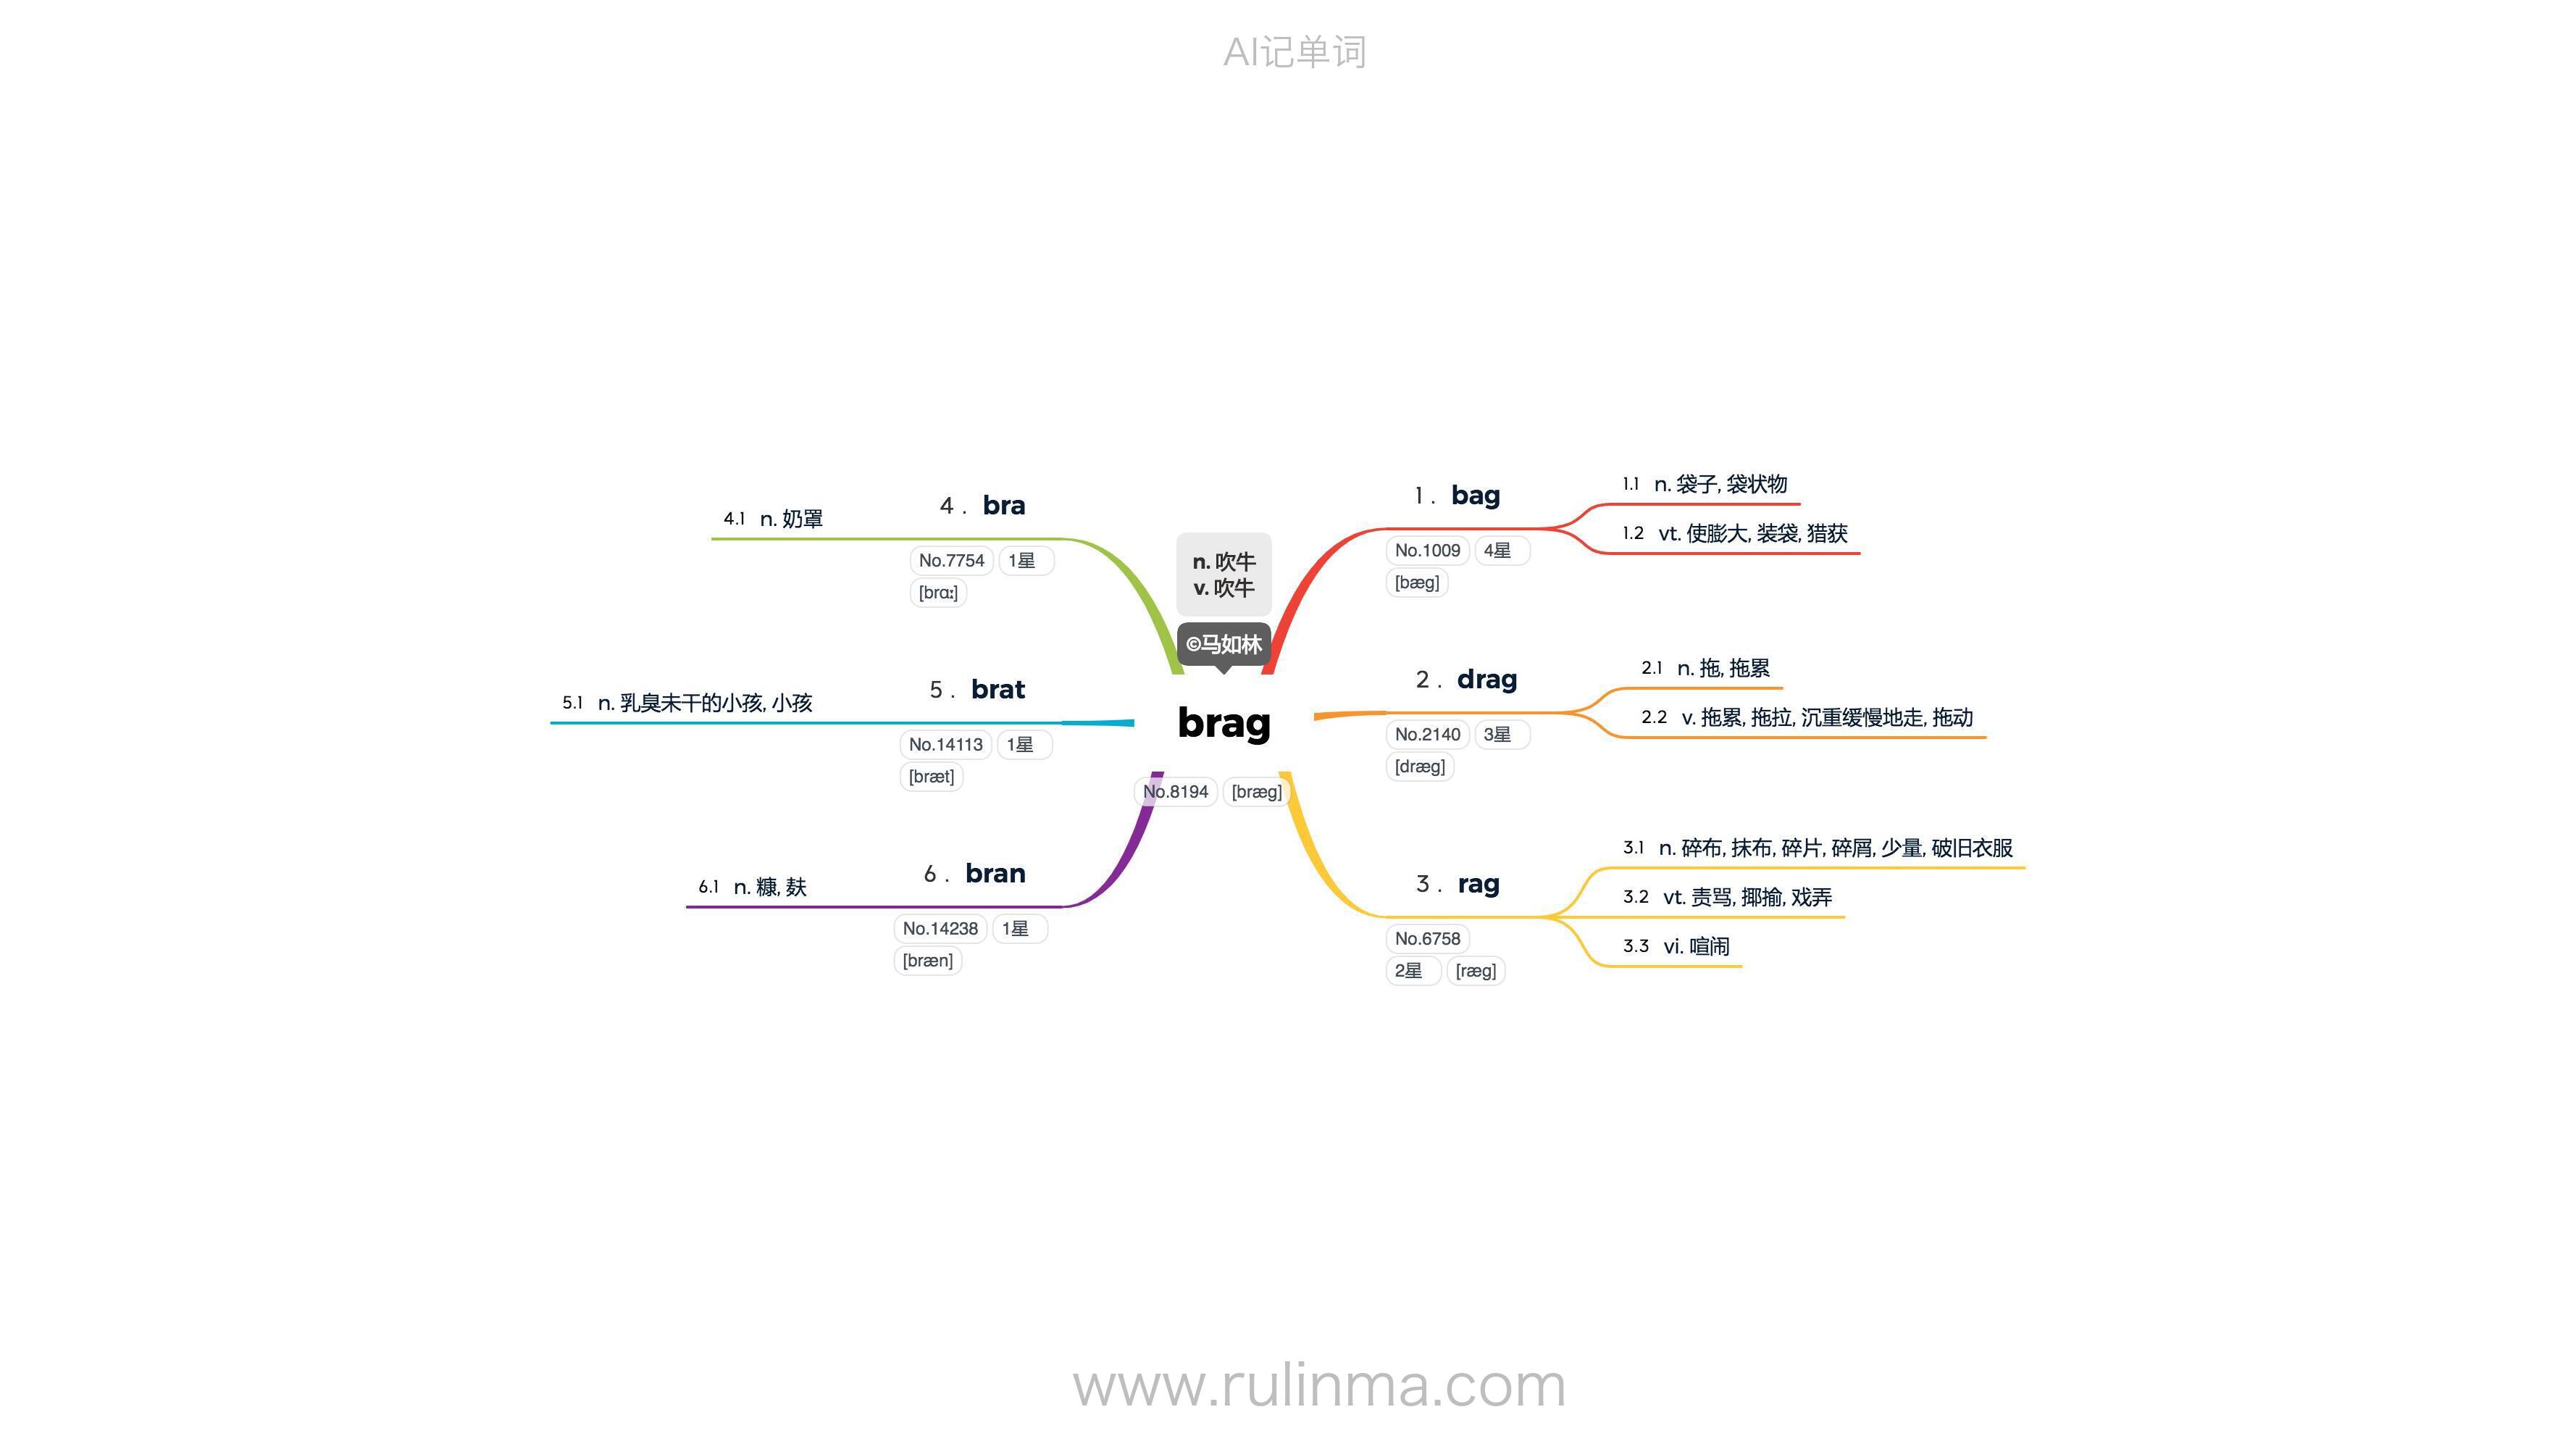 AI记单词
n. 吹牛
v. 吹牛
©马如林
brag
No.8194 [bræg]
1 . bag
No.1009 4星
[bæg]
1.1 n. 袋子, 袋状物
1.2 vt. 使膨大, 装袋, 猎获
2 . drag
No.2140 3星
[dræg]
2.1 n. 拖, 拖累
2.2 v. 拖累, 拖拉, 沉重缓慢地走, 拖动
3 . rag
No.6758
2星 [ræg]
3.1 n. 碎布, 抹布, 碎片, 碎屑, 少量, 破旧衣服
3.2 vt. 责骂, 揶揄, 戏弄
3.3 vi. 喧闹
4 . bra
No.7754 1星
[brɑː]
4.1 n. 奶罩
5 . brat
No.14113 1星
[bræt]
5.1 n. 乳臭未干的小孩, 小孩
6 . bran
No.14238 1星
[bræn]
6.1 n. 糠, 麸
www.rulinma.com